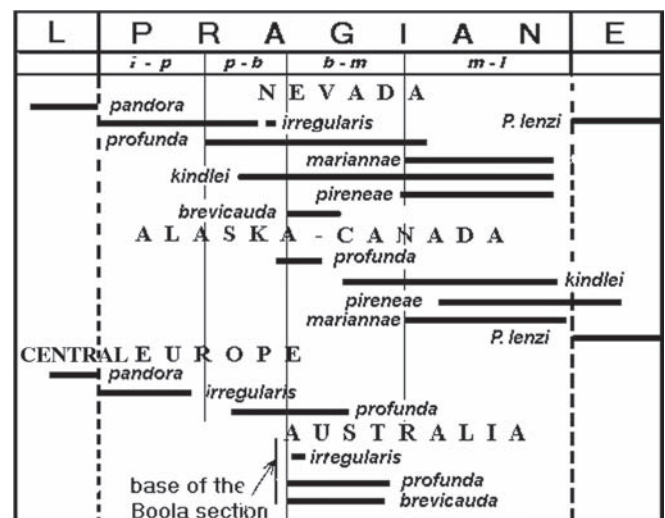 L P R A G I A N E
i - p p - b b - m m - l
N E V A D A
pandora
irregularis P. lenzi
profunda
mariannae
kindlei
pireneae
brevicauda
A L A S K A - C A N A D A
profunda
kindlei
pireneae
mariannae
P. lenzi
CENTRAL E U R O P E
pandora
irregularis
profunda
A U S T R A L I A
irregularis
base of the profunda
Boola section brevicauda